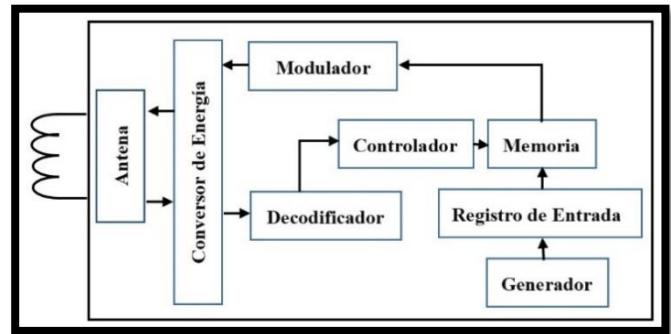 Modulador
Conversor de Energía
Antena
Controlador
Memoria
Decodificador
Registro de Entrada
Generador